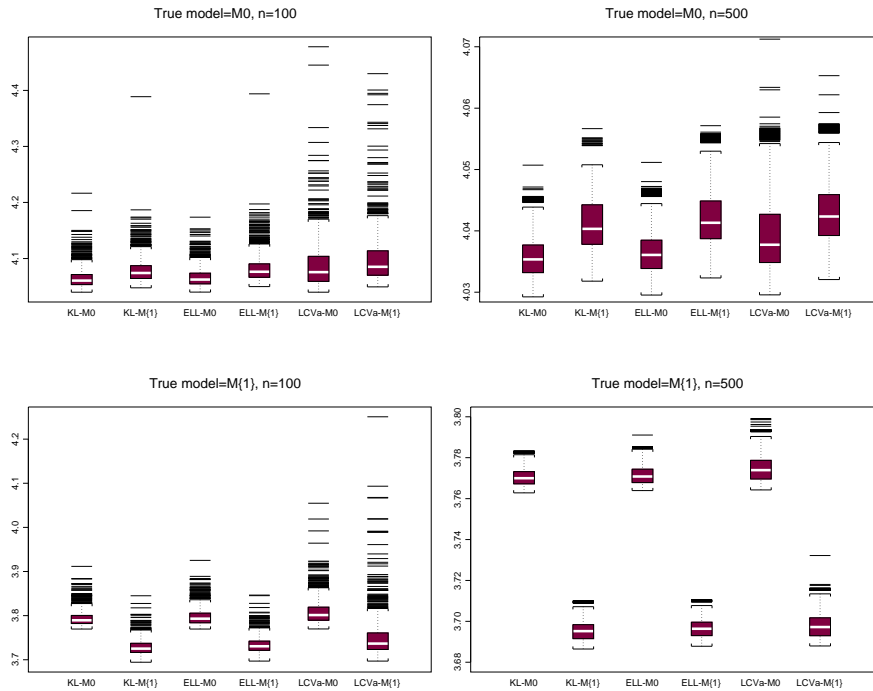 True model=M0, n=100
4.1
4.2
4.3
4.4
KL-M0
KL-M{1}
ELL-M0
ELL-M{1}
LCVa-M0
LCVa-M{1}
True model=M0, n=500
4.03
4.04
4.05
4.06
4.07
KL-M0
KL-M{1}
ELL-M0
ELL-M{1}
LCVa-M0
LCVa-M{1}
True model=M{1}, n=100
3.7
3.8
3.9
4.0
4.1
4.2
KL-M0
KL-M{1}
ELL-M0
ELL-M{1}
LCVa-M0
LCVa-M{1}
True model=M{1}, n=500
3.68
3.70
3.72
3.76
3.78
3.80
KL-M0
KL-M{1}
ELL-M0
ELL-M{1}
LCVa-M0
LCVa-M{1}